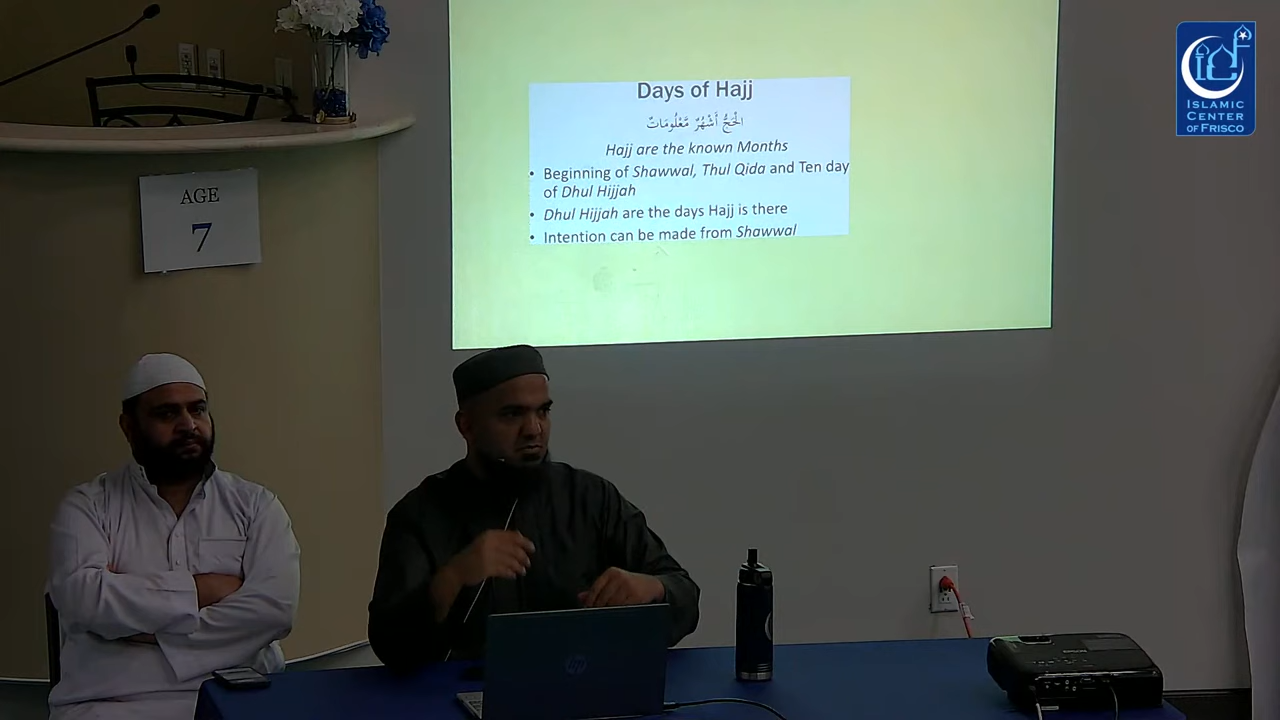 Days of Hajj
الْحَجُّ أَشْهُرٌ مَّعْلُومَاتٌ
Hajj are the known Months
• Beginning of Shawwal, Thul Qida and Ten day
of Dhul Hijjah
• Dhul Hijjah are the days Hajj is there
• Intention can be made from Shawwal
AGE
7
ISLAMIC
CENTER
OF FRISCO
hp